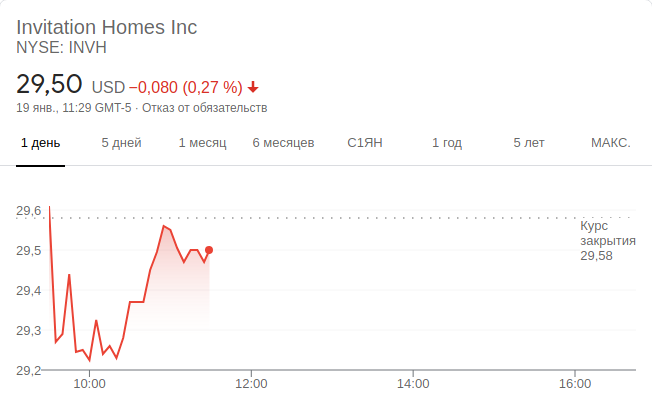 Invitation Homes Inc
NYSE: INVH
29,50 USD −0,080 (0,27 %)
19 янв., 11:29 GMT-5 · Отказ от обязательств
1 день 5 дней 1 месяц 6 месяцев С1ЯН 1 год 5 лет МАКС.
29,6
Курс
закрытия
29,58
29,5
29,4
29,3
29,2
10:00 12:00 14:00 16:00